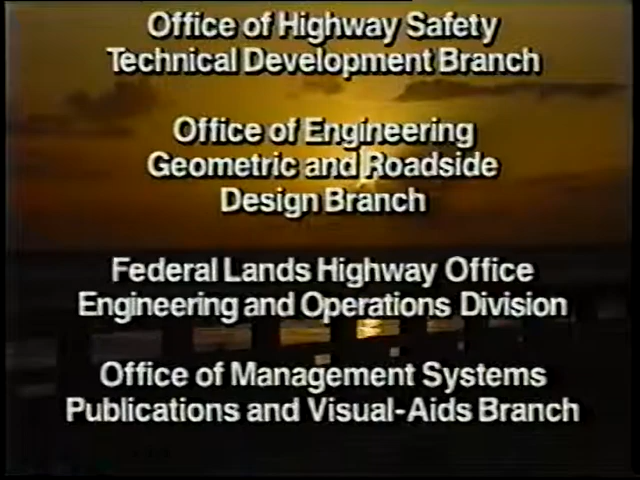 Office of Highway Safety
Technical Development Branch
Office of Engineering
Geometric and Roadside
Design Branch
Federal Lands Highway Office
Engineering and Operations Division
Office of Management Systems
Publications and Visual-Aids Branch